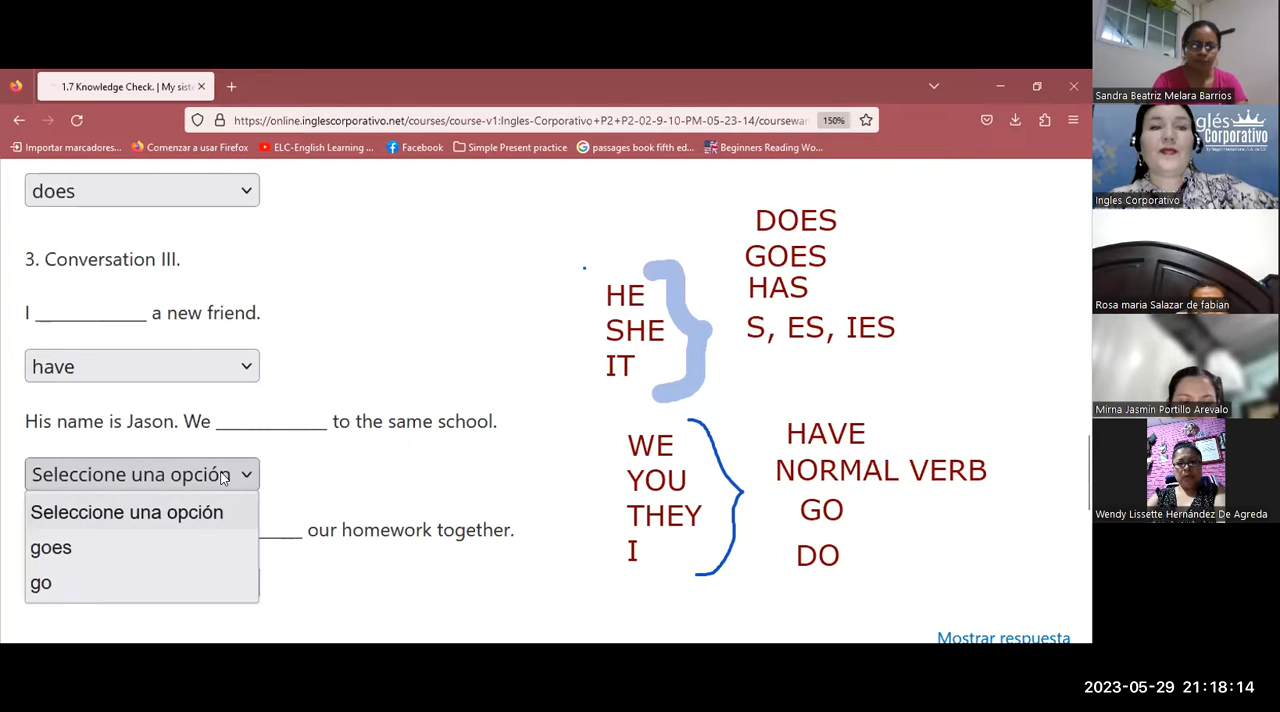 1.7 Knowledge Check. | My sist
https://online.inglescorporativo.net/courses/course-v1:Ingles-Corporativo+P2+P2-02-9-10-PM-05-23-14/coursewar
150%
Importar marcadores...
Comenzar a usar Firefox
ELC-English Learning ...
Facebook
Simple Present practice
passages book fifth ed...
Beginners Reading Wo...
does
3. Conversation III.
I ____________ a new friend.
have
His name is Jason. We ____________ to the same school.
Seleccione una opción
Seleccione una opción
goes
go
_____ our homework together.
Mostrar respuesta
DOES
GOES
HAS
S, ES, IES
HE
SHE
IT
WE
YOU
THEY
I
HAVE
NORMAL VERB
GO
DO
Sandra Beatriz Melara Barrios
glés
Corporativo
Ingles Corporativo
Rosa maria Salazar de fabian
Mirna Jasmín Portillo Arevalo
Wendy Lissette Hernández De Agreda
2023-05-29 21:18:14